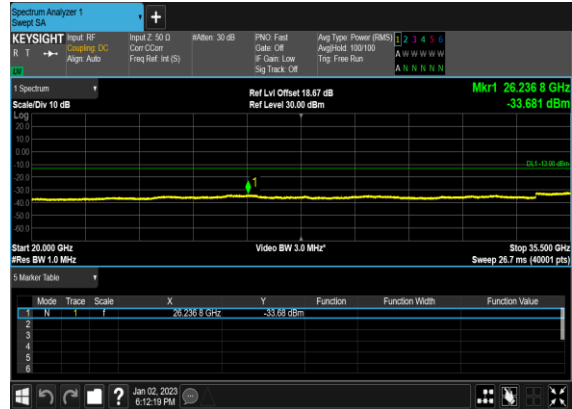 Spectrum Analyzer 1
Swept SA
KEYSIGHT
R T
Input: RF
Coupling: DC
Align: Auto
Input Z: 50 Ω
Corr CCorr
Freq Ref: Int (S)
#Atten: 30 dB
PNO: Fast
Gate: Off
IF Gain: Low
Sig Track: Off
Avg Type: Power (RMS)
Avg|Hold: 100/100
Trig: Free Run
1 2 3 4 5 6
A W W W W W
A N N N N N
1 Spectrum
Scale/Div 10 dB
Ref Lvl Offset 18.67 dB
Ref Level 30.00 dBm
Mkr1 26.236 8 GHz
-33.681 dBm
Log
20.0
10.0
0.00
-10.0
DL1 -13.00 dBm
-20.0
1
-30.0
-40.0
-50.0
-60.0
Start 20.000 GHz
#Res BW 1.0 MHz
Video BW 3.0 MHz*
Stop 35.500 GHz
Sweep 26.7 ms (40001 pts)
5 Marker Table
Mode Trace Scale X Y Function Function Width Function Value
1 N 1 f 26.236 8 GHz -33.68 dBm
2
3
4
5
6
?
Jan 02, 2023
6:12:19 PM